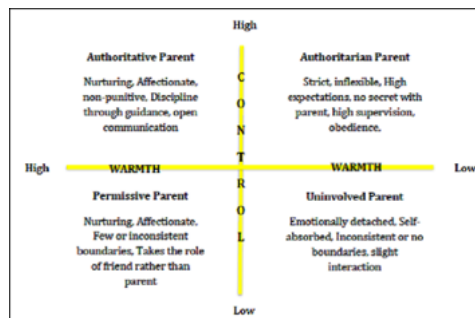 High
Authoritative Parent
Nurturing, Affectionate,
non-punitive, Discipline
through guidance, open
communication
Authoritarian Parent
Strict, inflexible, High
expectations, no secret with
parent, high supervision,
obedience.
C
O
N
T
R
O
L
High
WARMTH
WARMTH
Low
Permissive Parent
Nurturing, Affectionate,
Few or inconsistent
boundaries, Takes the role
of friend rather than
parent
Uninvolved Parent
Emotionally detached, Self-
absorbed, Inconsistent or no
boundaries, slight
interaction
Low